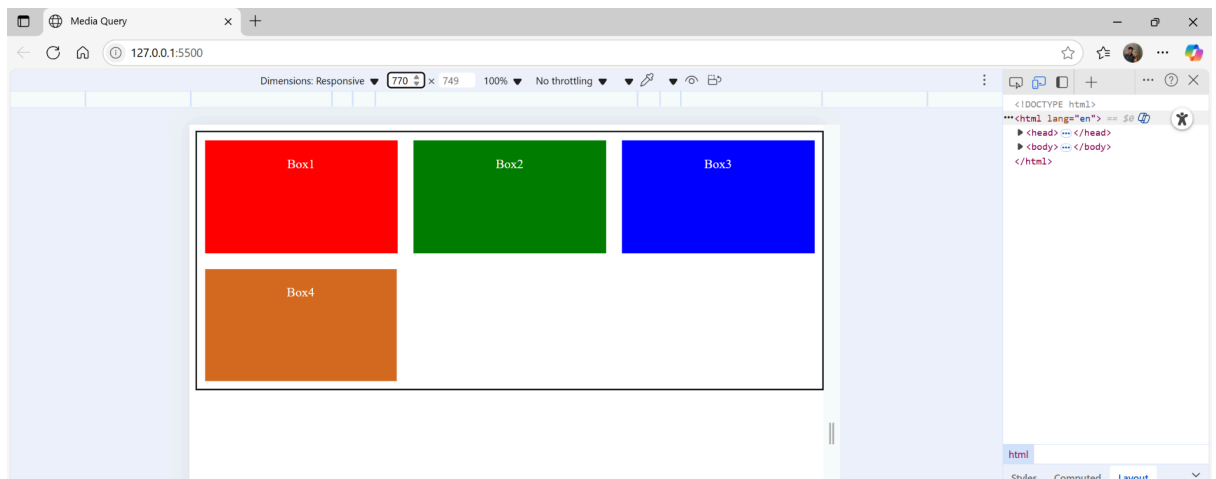 Media Query
127.0.0.1:5500
Dimensions: Responsive ▼ 770 × 749 100% ▼ No throttling ▼
<!DOCTYPE html>
•••<html lang="en"> == $0
▶<head> ••• </head>
▶<body> ••• </body>
</html>
Box1 Box2 Box3
Box4
html
Styles Computed Layout